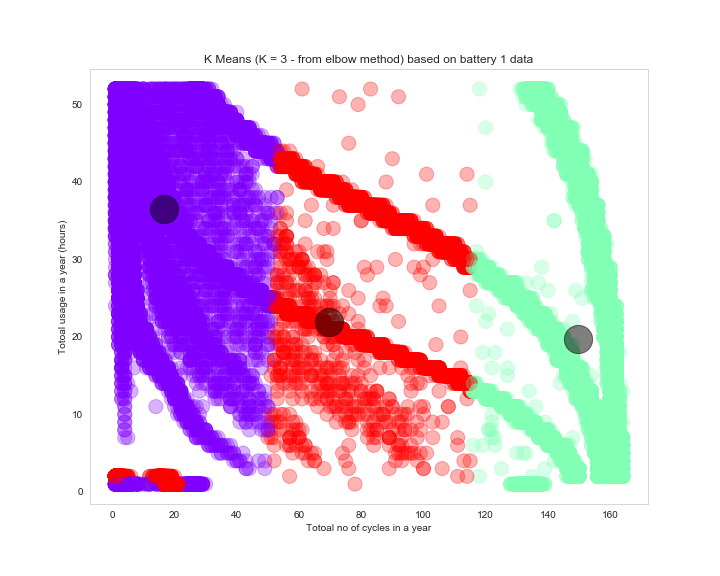 K Means (K = 3 - from elbow method) based on battery 1 data
Totoal usage in a year (hours)
50
40
30
20
10
0
0 20 40 60 80 100 120 140 160
Totoal no of cycles in a year